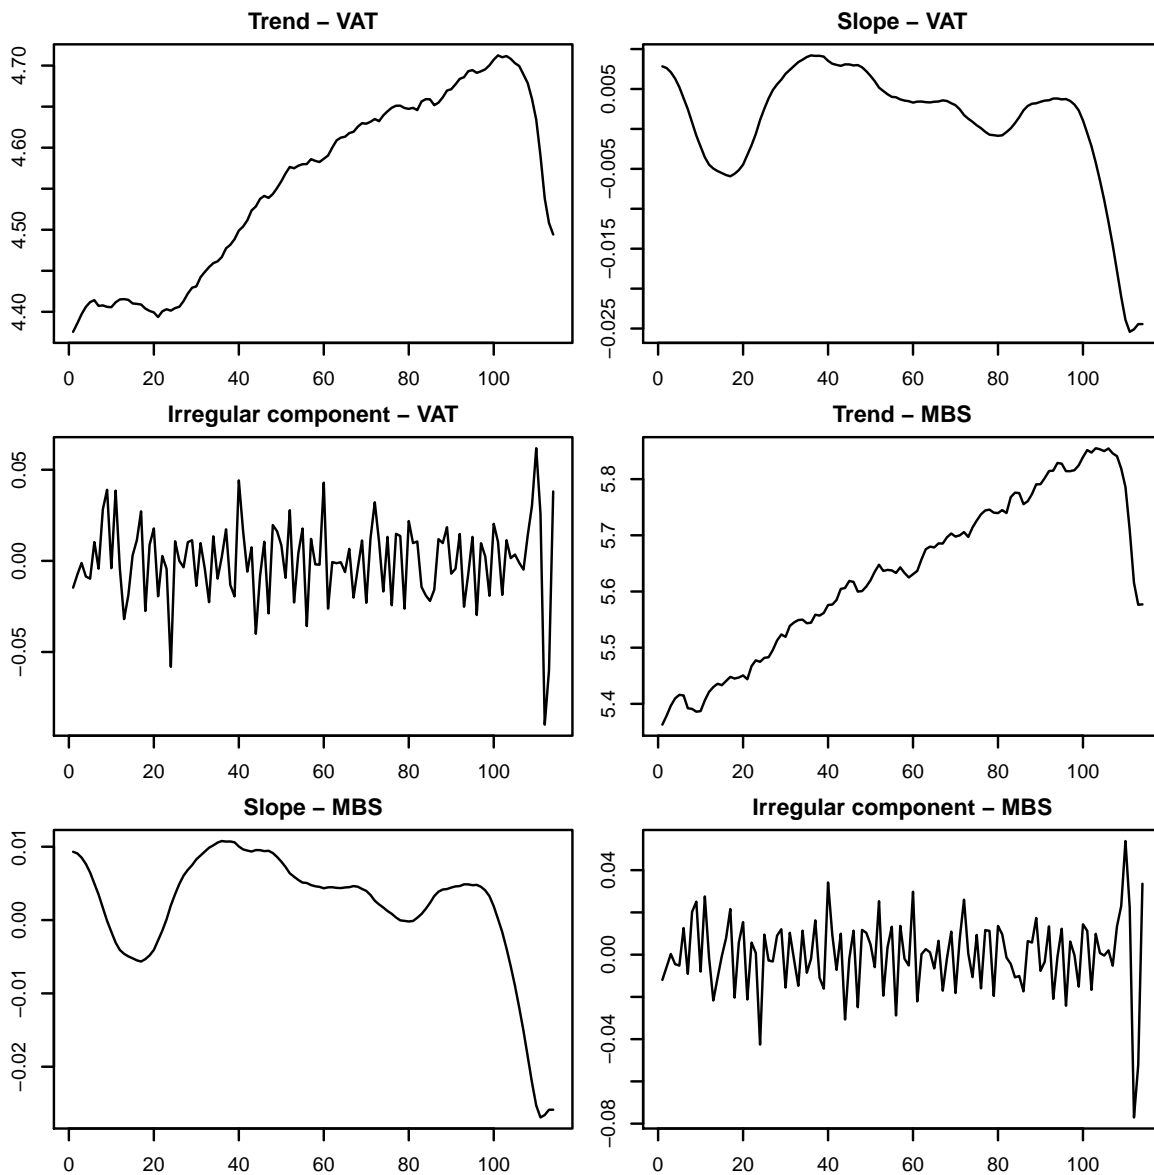 Trend – VAT
4.70
4.60
4.50
4.40
0 20 40 60 80 100
Slope – VAT
0.005
−0.005
−0.015
−0.025
0 20 40 60 80 100
Irregular component – VAT
0.05
0.00
−0.05
0 20 40 60 80 100
Trend – MBS
5.8
5.7
5.6
5.5
5.4
0 20 40 60 80 100
Slope – MBS
0.01
0.00
−0.01
−0.02
0 20 40 60 80 100
Irregular component – MBS
0.04
0.00
−0.04
−0.08
0 20 40 60 80 100